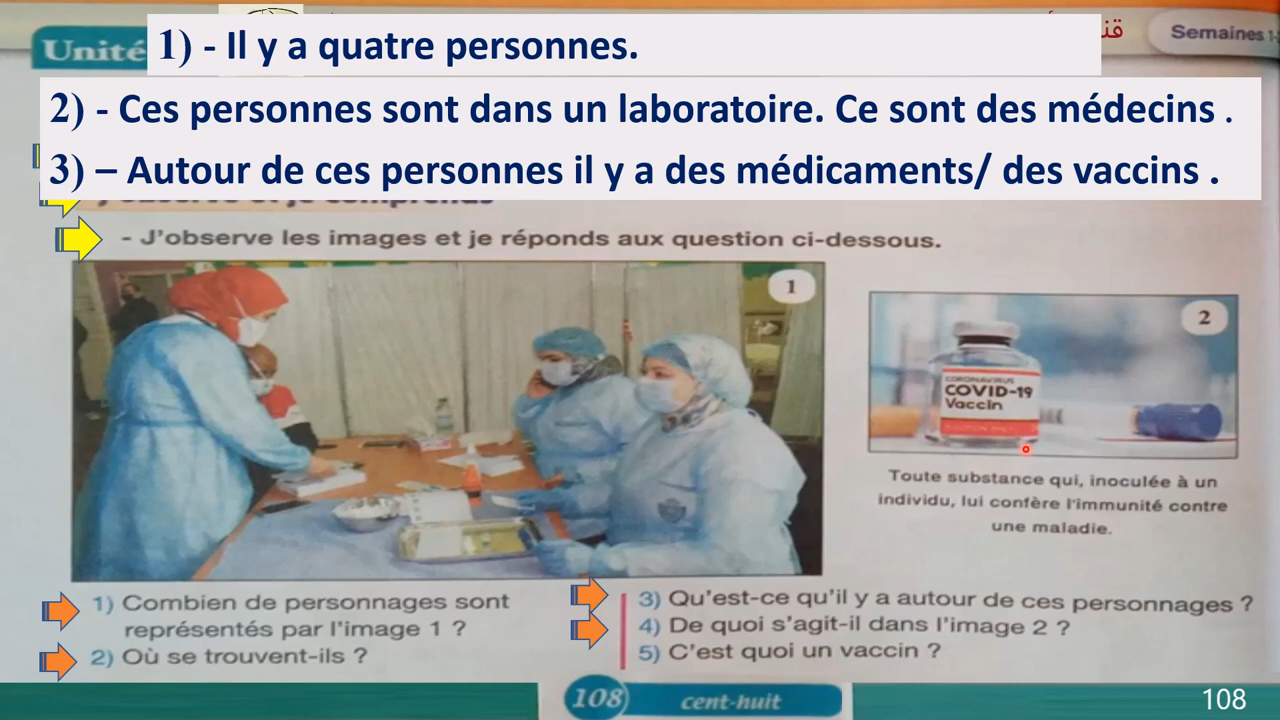 قنـ
Unité
Semaines 1-
1) - Il y a quatre personnes.
2) - Ces personnes sont dans un laboratoire. Ce sont des médecins .
3) – Autour de ces personnes il y a des médicaments/ des vaccins .
- J'observe les images et je réponds aux question ci-dessous.
1
2
CORONAVIRUS
COVID-19
Vaccin
Toute substance qui, inoculée à un
individu, lui confère l'immunité contre
une maladie.
1) Combien de personnages sont
représentés par l'image 1 ?
2) Où se trouvent-ils ?
3) Qu'est-ce qu'il y a autour de ces personnages ?
4) De quoi s'agit-il dans l'image 2 ?
5) C'est quoi un vaccin ?
108 cent-huit
108